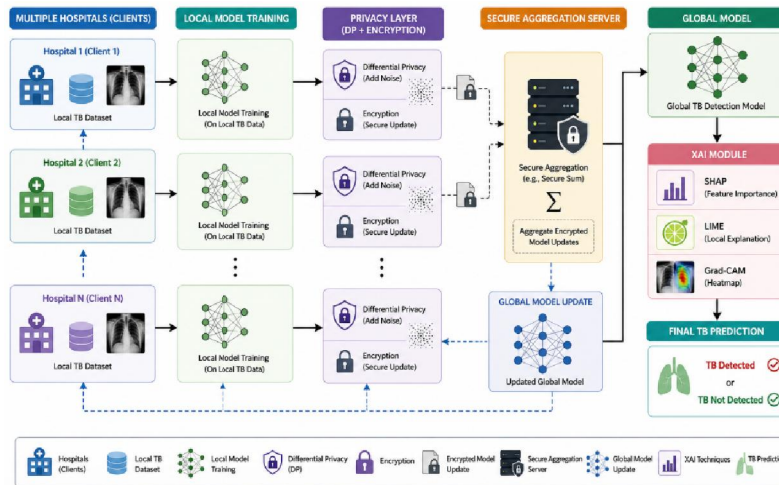 MULTIPLE HOSPITALS (CLIENTS)
LOCAL MODEL TRAINING
PRIVACY LAYER
(DP + ENCRYPTION)
SECURE AGGREGATION SERVER
GLOBAL MODEL
Hospital 1 (Client 1)
Local TB Dataset
Local Model Training
(On Local TB Data)
Differential Privacy
(Add Noise)
Encryption
(Secure Update)
Hospital 2 (Client 2)
Local TB Dataset
Local Model Training
(On Local TB Data)
Differential Privacy
(Add Noise)
Encryption
(Secure Update)
Hospital N (Client N)
Local TB Dataset
Local Model Training
(On Local TB Data)
Differential Privacy
(Add Noise)
Encryption
(Secure Update)
Secure Aggregation
(e.g., Secure Sum)
Σ
Aggregate Encrypted
Model Updates
GLOBAL MODEL UPDATE
Updated Global Model
Global TB Detection Model
XAI MODULE
SHAP
(Feature Importance)
LIME
(Local Explanation)
Grad-CAM
(Heatmap)
FINAL TB PREDICTION
TB Detected
or
TB Not Detected
Hospitals
(Clients)
Local TB
Dataset
Local Model
Training
Differential Privacy
(DP)
Encryption
Encrypted Model
Update
Secure Aggregation
Server
Global Model
Update
XAI Techniques
TB Predictio